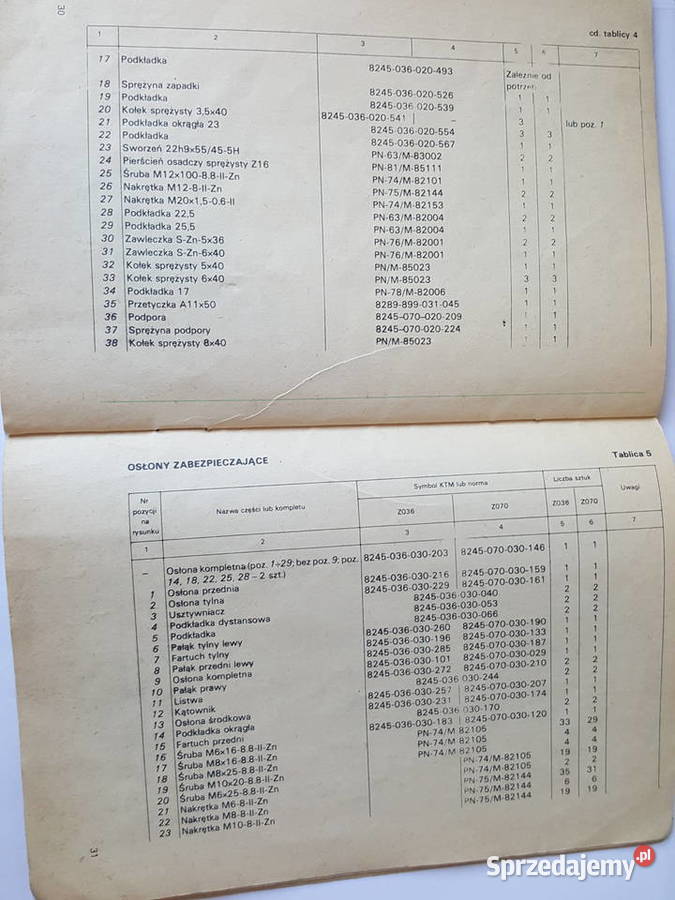 30
cd. tablicy 4
1 2 3 4 5 6 7
17 Podkładka 8245-036-020-493 Zależnie od
potrzeb
18 Sprężyna zapadki 8245-036-020-526 1 1
19 Podkładka 8245-036-020-539 1 1
20 Kołek sprężysty 3,5x40 8245-036-020-541 – 3 lub poz. 1
21 Podkładka okrągła 23 8245-036-020-554 3 3
22 Podkładka 8245-036-020-567 1 1
23 Sworzeń 22h9x55/45-5H PN-63/M-83002 2 2
24 Pierścień osadczy sprężysty Z16 PN-81/M-85111 1 1
25 Śruba M12x100-8.8-II-Zn PN-74/M-82101 1 1
26 Nakrętka M12-8-II-Zn PN-75/M-82144 2 2
27 Nakrętka M20x1,5-0.6-II PN-74/M-82153 1 1
28 Podkładka 22,5 PN-63/M-82004 2 2
29 Podkładka 25,5 PN-63/M-82004 1 1
30 Zawleczka S-Zn-5x36 PN-76/M-82001 2 2
31 Zawleczka S-Zn-6x40 PN-76/M-82001 1 1
32 Kołek sprężysty 5x40 PN/M-85023 1 1
33 Kołek sprężysty 6x40 PN/M-85023 3 3
34 Podkładka 17 PN-78/M-82006 1 1
35 Przetyczka A11x50 8289-899-031-045 1 1
36 Podpora 8245-070-020-209 1 1
37 Sprężyna podpory 8245-070-020-224 1 1
38 Kołek sprężysty 8x40 PN/M-85023 1 1
OSŁONY ZABEZPIECZAJĄCE Tablica 5
Nr
pozycji
na
rysunku
Nazwa części lub kompletu
Symbol KTM lub norma
Liczba sztuk
Uwagi
Z036 Z070 Z036 Z070
1 2 3 4 5 6 7
– Osłona kompletna (poz. 1÷29; bez poz. 9; poz. 8245-036-030-203 8245-070-030-146 1 1
14, 18, 22, 25, 28 – 2 szt.)
1 Osłona przednia 8245-036-030-216 8245-070-030-159 1 1
2 Osłona tylna 8245-036-030-229 8245-070-030-161 1 1
3 Usztywniacz 8245-036-030-040 2 2
4 Podkładka dystansowa 8245-036-030-053 2 2
5 Podkładka 8245-036-030-066 2 2
6 Pałąk tylny lewy 8245-036-030-260 8245-070-030-190 1 1
7 Fartuch tylny 8245-036-030-196 8245-070-030-133 1 1
8 Pałąk przedni lewy 8245-036-030-285 8245-070-030-187 1 1
9 Osłona kompletna 8245-036-030-101 8245-070-030-029 1 1
10 Pałąk prawy 8245-036-030-272 8245-070-030-210 2 2
11 Listwa 8245-036-030-244 2 2
12 Kątownik 8245-036-030-257 8245-070-030-207 1 1
13 Osłona środkowa 8245-036-030-231 8245-070-030-174 1 1
14 Podkładka okrągła 8245-036-030-170 2 2
15 Fartuch przedni 8245-036-030-183 8245-070-030-120 1 1
16 Śruba M6x16-8.8-II-Zn PN-74/M-82105 33 29
17 Śruba M8x16-8.8-II-Zn PN-74/M-82105 4 4
18 Śruba M8x25-8.8-II-Zn PN-74/M-82105 4 4
19 Śruba M10x20-8.8-II-Zn PN-74/M-82105 19 19
20 Śruba M6x25-8.8-II-Zn PN-74/M-82105 2 2
21 Nakrętka M6-8-II-Zn PN-75/M-82144 35 31
22 Nakrętka M8-8-II-Zn PN-75/M-82144 6 6
23 Nakrętka M10-8-II-Zn PN-75/M-82144 19 19
31
Sprzedajemy.pl